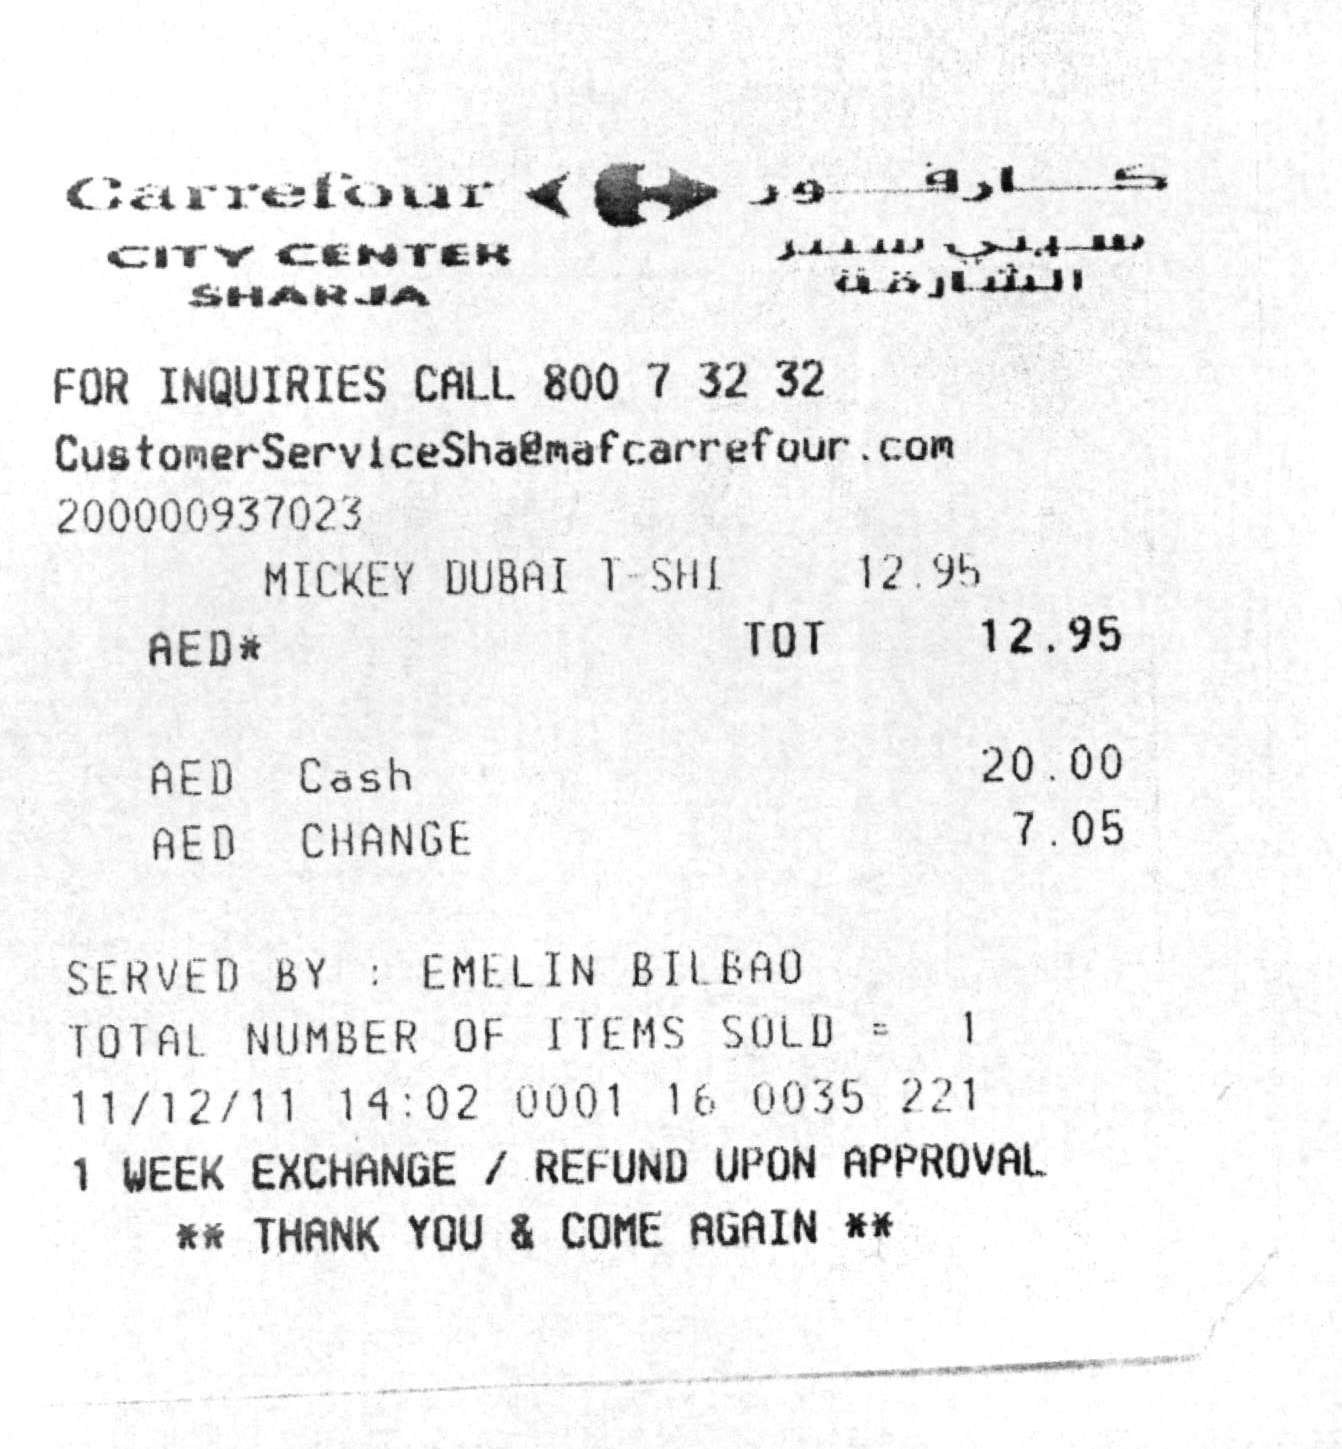 Carrefour كارفور
CITY CENTER سيتي سنتر
SHARJA الشارقة
FOR INQUIRIES CALL 800 7 32 32
CustomerServiceSha@mafcarrefour.com
200000937023
MICKEY DUBAI T-SHI 12.95
AED* TOT 12.95
AED Cash 20.00
AED CHANGE 7.05
SERVED BY : EMELIN BILBAO
TOTAL NUMBER OF ITEMS SOLD = 1
11/12/11 14:02 0001 16 0035 221
1 WEEK EXCHANGE / REFUND UPON APPROVAL
** THANK YOU & COME AGAIN **